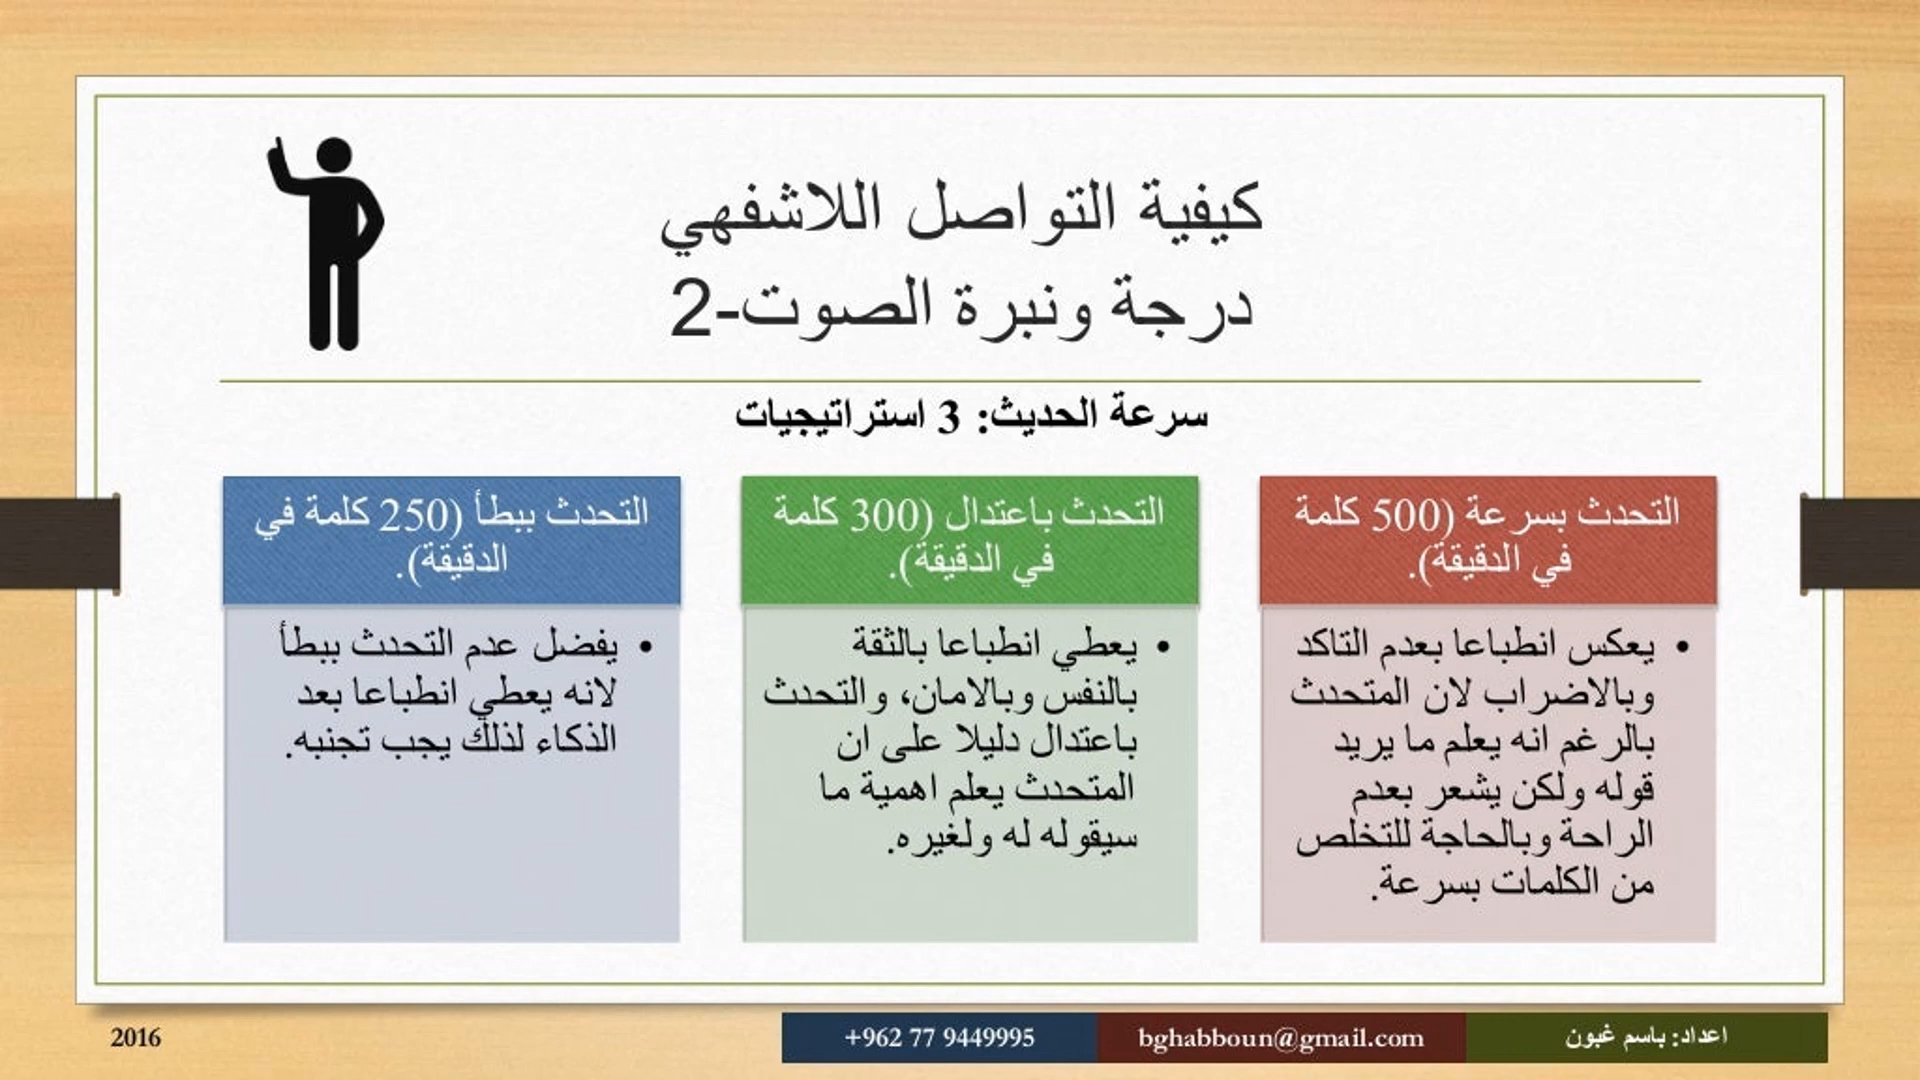 كيفية التواصل اللاشفهي
درجة ونبرة الصوت-2
سرعة الحديث: 3 استراتيجيات
التحدث بسرعة (500 كلمة
في الدقيقة).
• يعكس انطباعا بعدم التاكد
وبالاضراب لان المتحدث
بالرغم انه يعلم ما يريد
قوله ولكن يشعر بعدم
الراحة وبالحاجة للتخلص
من الكلمات بسرعة.
التحدث باعتدال (300 كلمة
في الدقيقة).
• يعطي انطباعا بالثقة
بالنفس وبالامان، والتحدث
باعتدال دليلا على ان
المتحدث يعلم اهمية ما
سيقوله له ولغيره.
التحدث ببطأ (250 كلمة في
الدقيقة).
• يفضل عدم التحدث ببطأ
لانه يعطي انطباعا بعد
الذكاء لذلك يجب تجنبه.
اعداد: باسم غبون
bghabboun@gmail.com
+962 77 9449995
2016